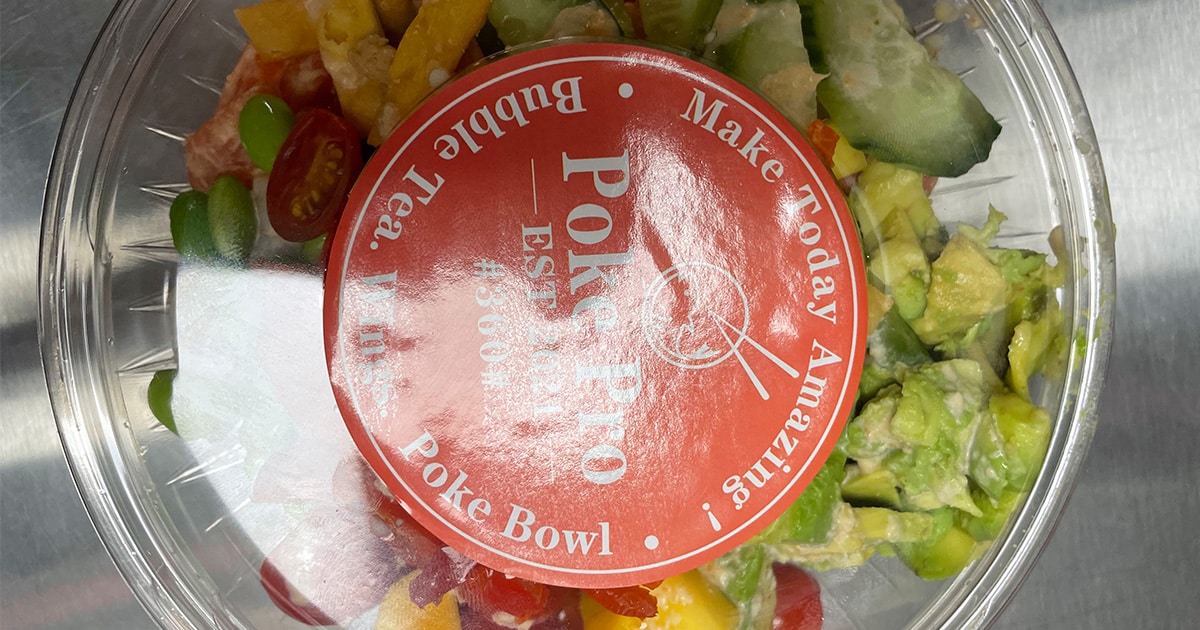 Make Today Amazing !
Poke Pro
EST 2021
#360#
Poke Bowl
Bubble Tea. Wings.